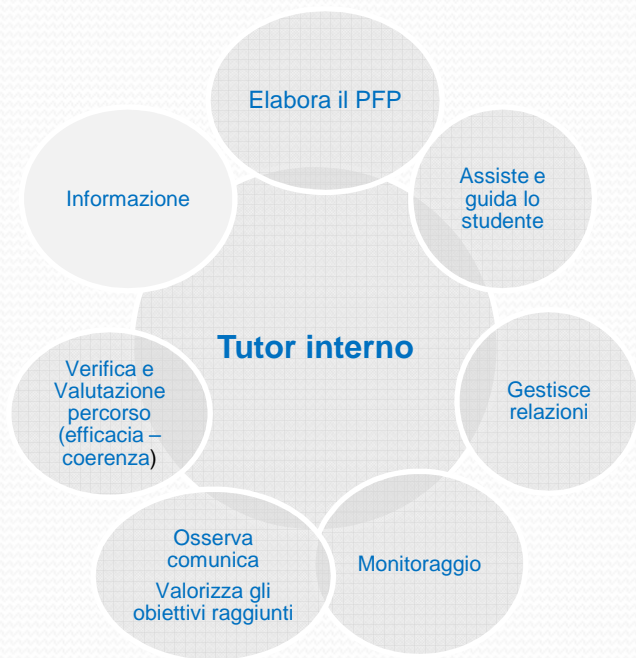 Elabora il PFP
Assiste e
guida lo
studente
Gestisce
relazioni
Monitoraggio
Osserva
comunica
Valorizza gli
obiettivi raggiunti
Verifica e
Valutazione
percorso
(efficacia –
coerenza)
Informazione
Tutor interno